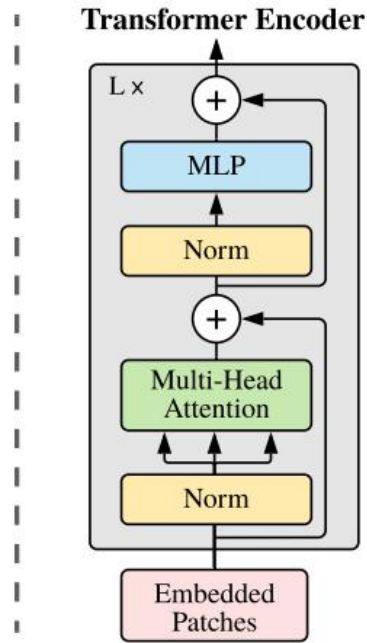 Transformer Encoder
L ×
+
MLP
Norm
+
Multi-Head
Attention
Norm
Embedded
Patches